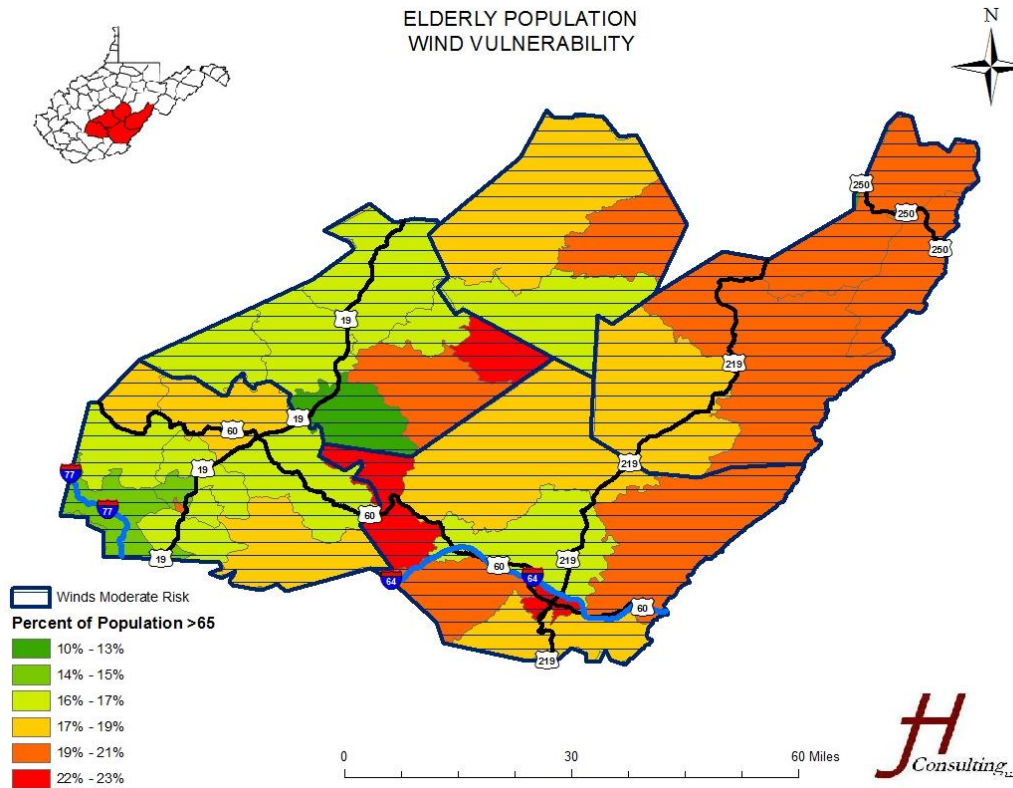 ELDERLY POPULATION
WIND VULNERABILITY
N
250
250
250
19
219
19
60
19
219
77
77
60
19
64
60
219
64
60
219
Winds Moderate Risk
Percent of Population >65
10% - 13%
14% - 15%
16% - 17%
17% - 19%
19% - 21%
22% - 23%
0 30 60 Miles
JH
Consulting